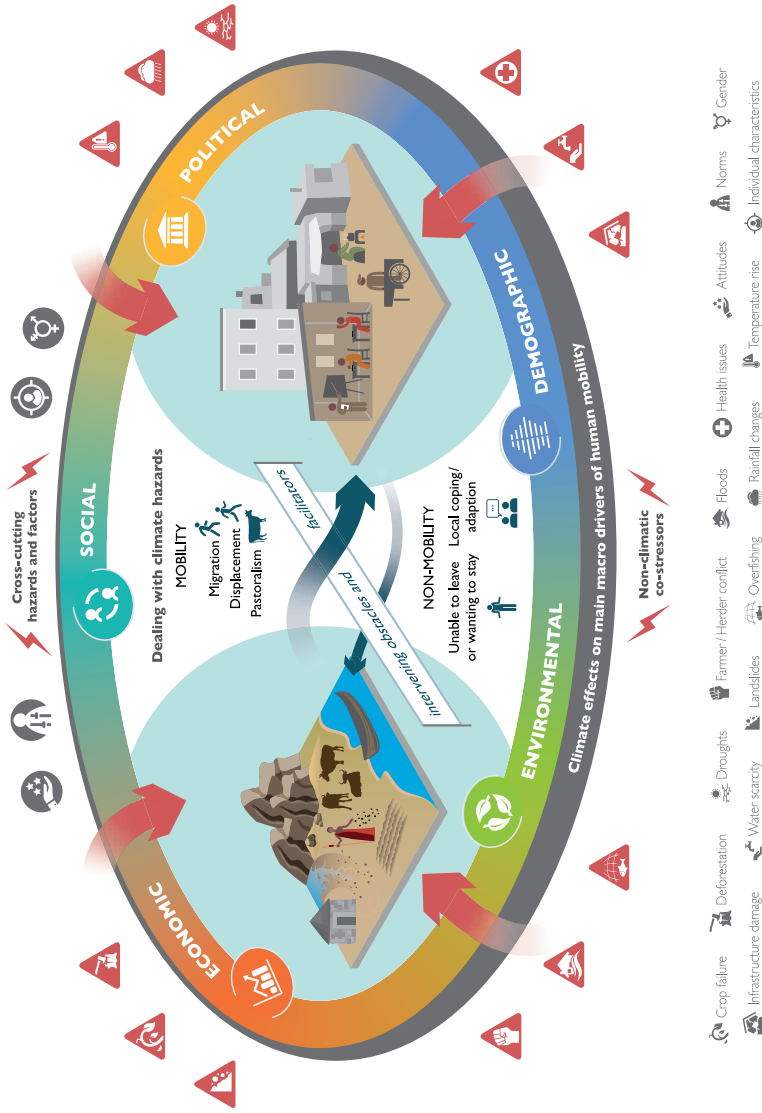 Cross-cutting
hazards and factors
SOCIAL
ECONOMIC
POLITICAL
Dealing with climate hazards
MOBILITY
Migration
Displacement
Pastoralism
intervening obstacles and facilitators
NON-MOBILITY
Unable to leave
or wanting to stay
Local coping/
adaption
ENVIRONMENTAL
DEMOGRAPHIC
Climate effects on main macro drivers of human mobility
Non-climatic
co-stressors
Crop failure
Deforestation
Droughts
Farmer / Herder conflict
Floods
Health issues
Attitudes
Norms
Gender
Infrastructure damage
Water scarcity
Landslides
Overfishing
Rainfall changes
Temperature rise
Individual characteristics